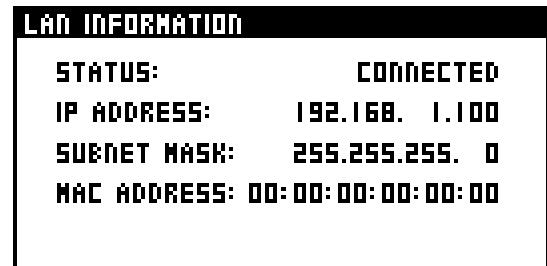 LAN INFORMATION
STATUS: CONNECTED
IP ADDRESS: 192.168. 1.100
SUBNET MASK: 255.255.255. 0
MAC ADDRESS: 00:00:00:00:00:00